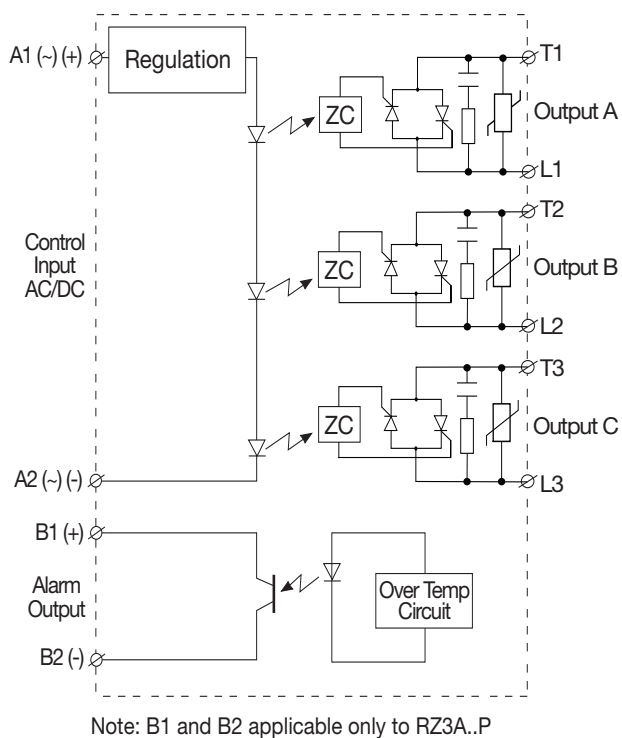 A1 (~) (+)
Regulation
T1
ZC
Output A
L1
T2
Control
Input
AC/DC
ZC
Output B
L2
T3
ZC
Output C
A2 (~) (-)
L3
B1 (+)
Alarm
Output
Over Temp
Circuit
B2 (-)
Note: B1 and B2 applicable only to RZ3A..P